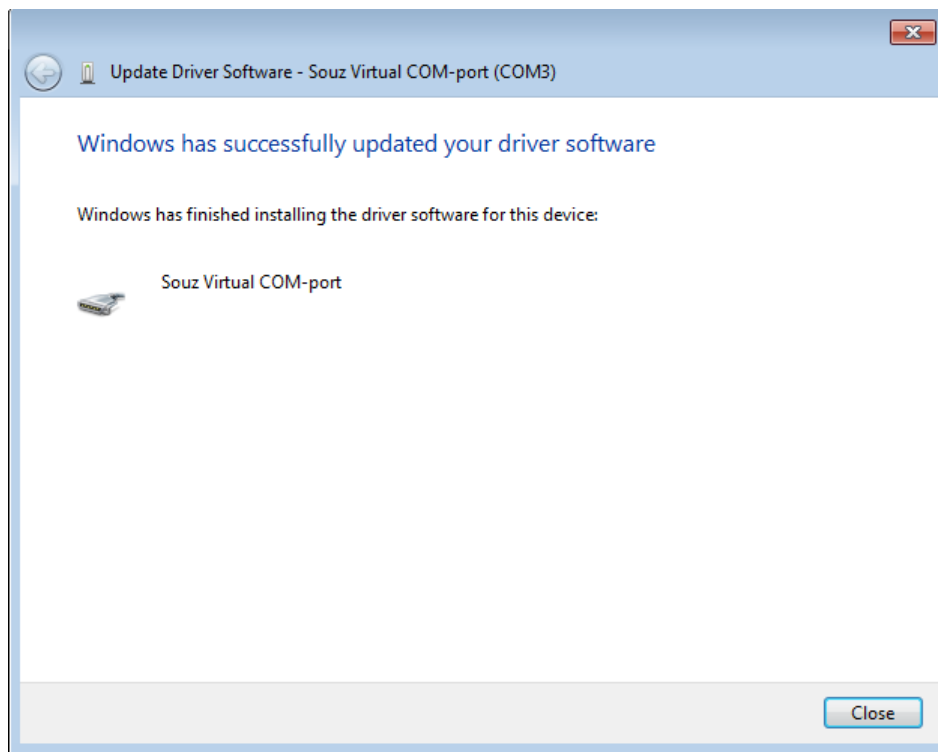 Update Driver Software - Souz Virtual COM-port (COM3)
Windows has successfully updated your driver software
Windows has finished installing the driver software for this device:
Souz Virtual COM-port
Close